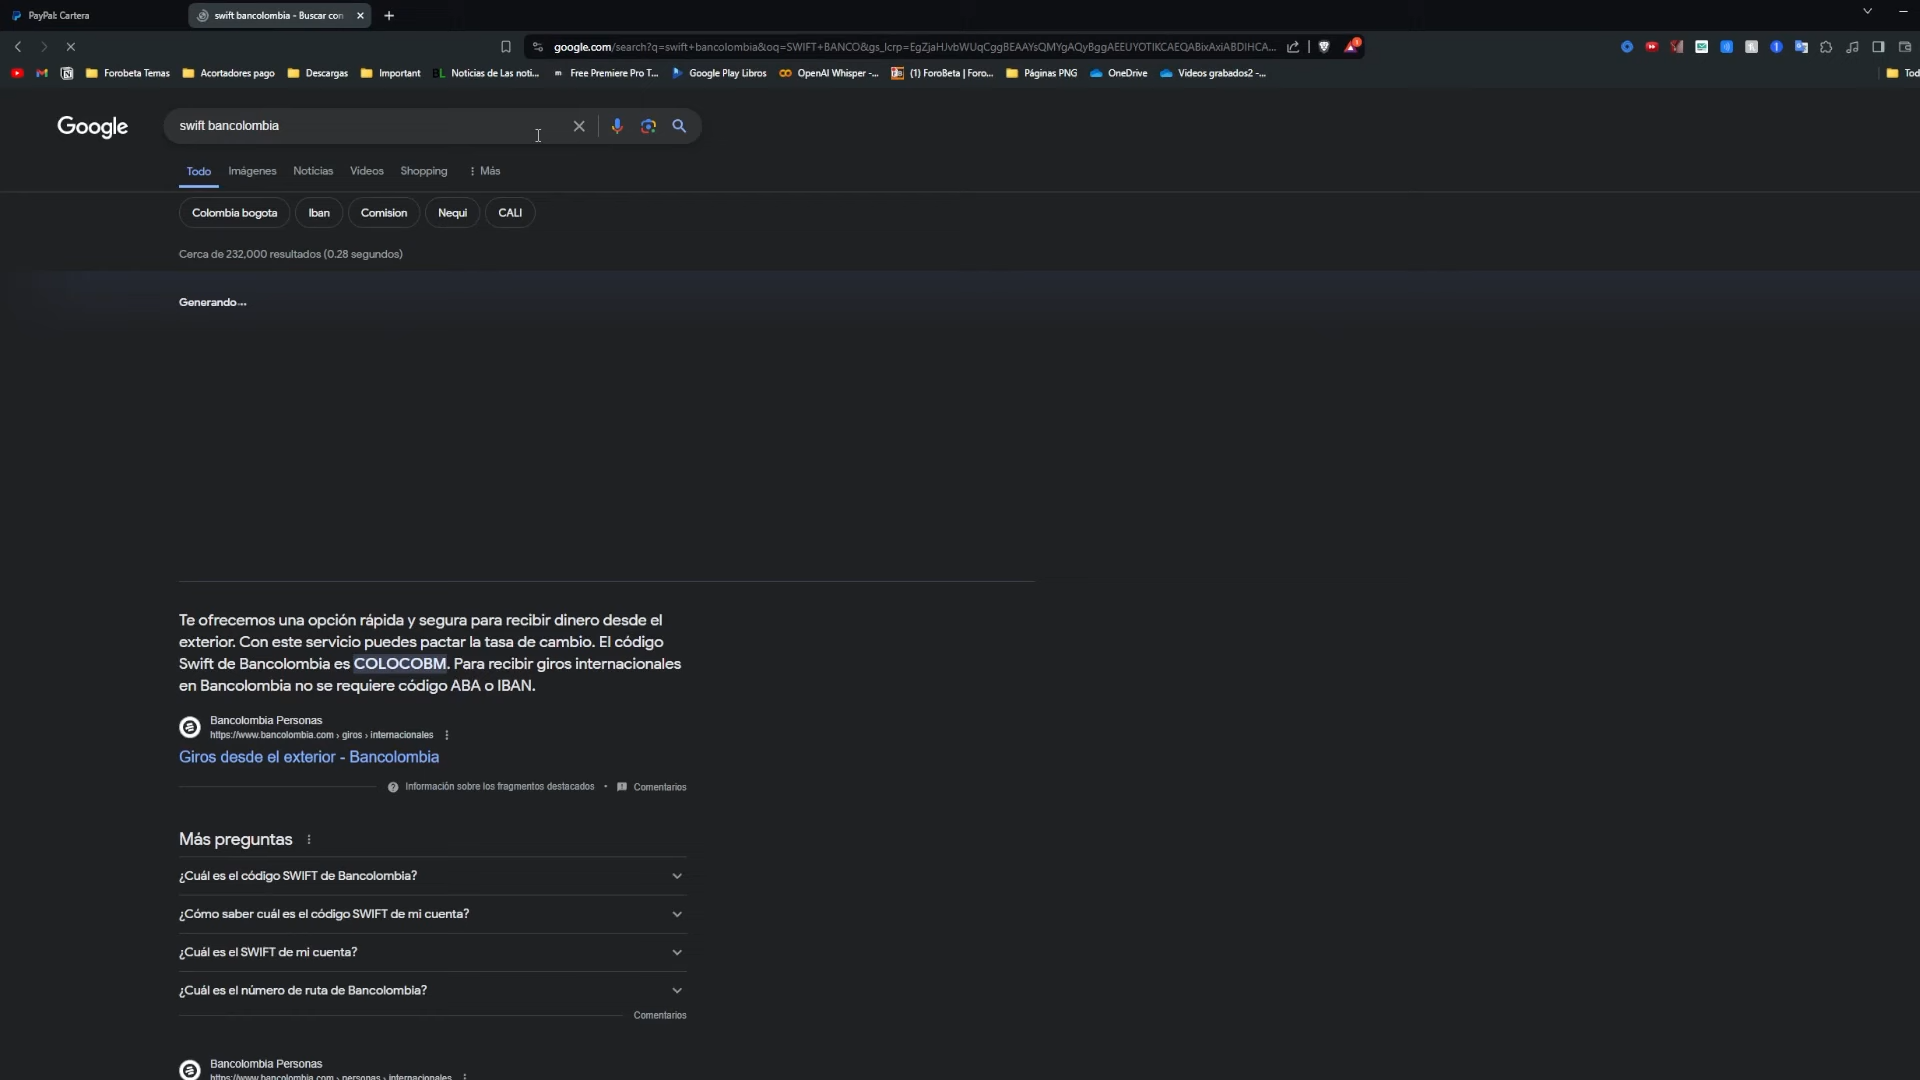 PayPal: Cartera
swift bancolombia - Buscar con
google.com/search?q=swift+bancolombia&oq=SWIFT+BANCO&gs_lcrp=EgZjaHJvbWUqCggBEAAYsQMYgAQyBggAEEUYOTIKCAEQABixAxiABDIHCA...
Forobeta Temas
Acortadores pago
Descargas
Important
Noticias de Las noti...
Free Premiere Pro T...
Google Play Libros
OpenAI Whisper -...
(1) ForoBeta | Foro...
Páginas PNG
OneDrive
Videos grabados2 -...
Tod
Google
swift bancolombia
Todo
Imágenes
Noticias
Videos
Shopping
Más
Colombia bogota
Iban
Comision
Nequi
CALI
Cerca de 232,000 resultados (0.28 segundos)
Generando...
Te ofrecemos una opción rápida y segura para recibir dinero desde el
exterior. Con este servicio puedes pactar la tasa de cambio. El código
Swift de Bancolombia es COLOCOBM. Para recibir giros internacionales
en Bancolombia no se requiere código ABA o IBAN.
Bancolombia Personas
https://www.bancolombia.com › giros › internacionales
Giros desde el exterior - Bancolombia
Información sobre los fragmentos destacados • Comentarios
Más preguntas
¿Cuál es el código SWIFT de Bancolombia?
¿Cómo saber cuál es el código SWIFT de mi cuenta?
¿Cuál es el SWIFT de mi cuenta?
¿Cuál es el número de ruta de Bancolombia?
Comentarios
Bancolombia Personas
https://www.bancolombia.com › personas › internacionales